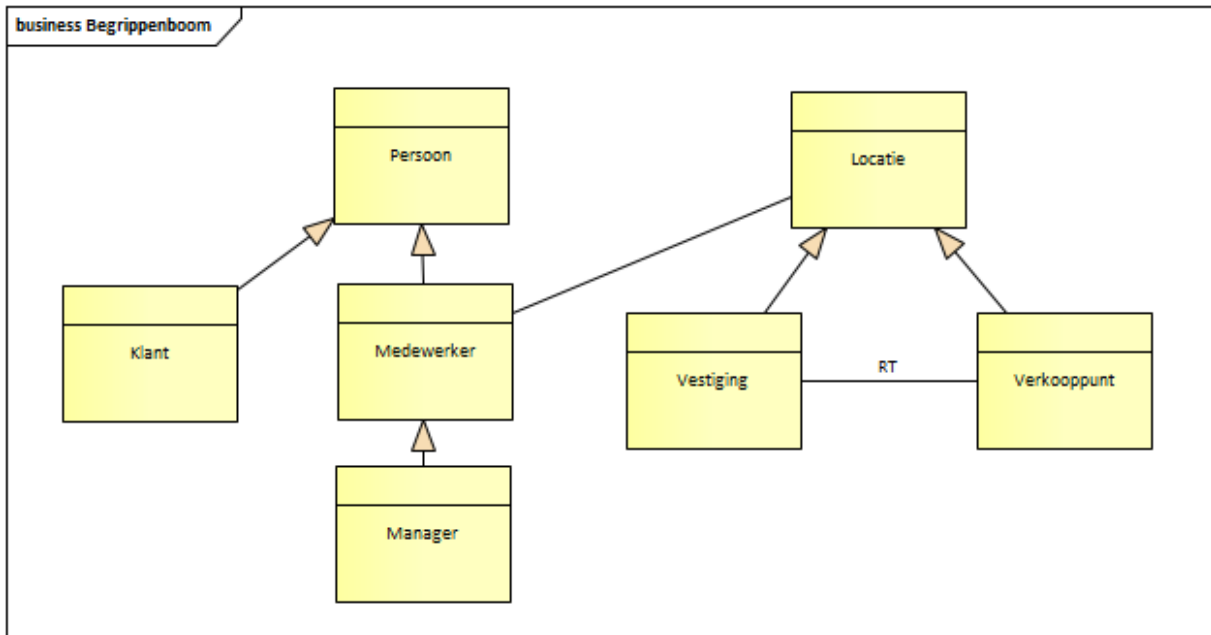 business Begrippenboom
Persoon
Locatie
Klant
Medewerker
Vestiging
RT
Verkooppunt
Manager